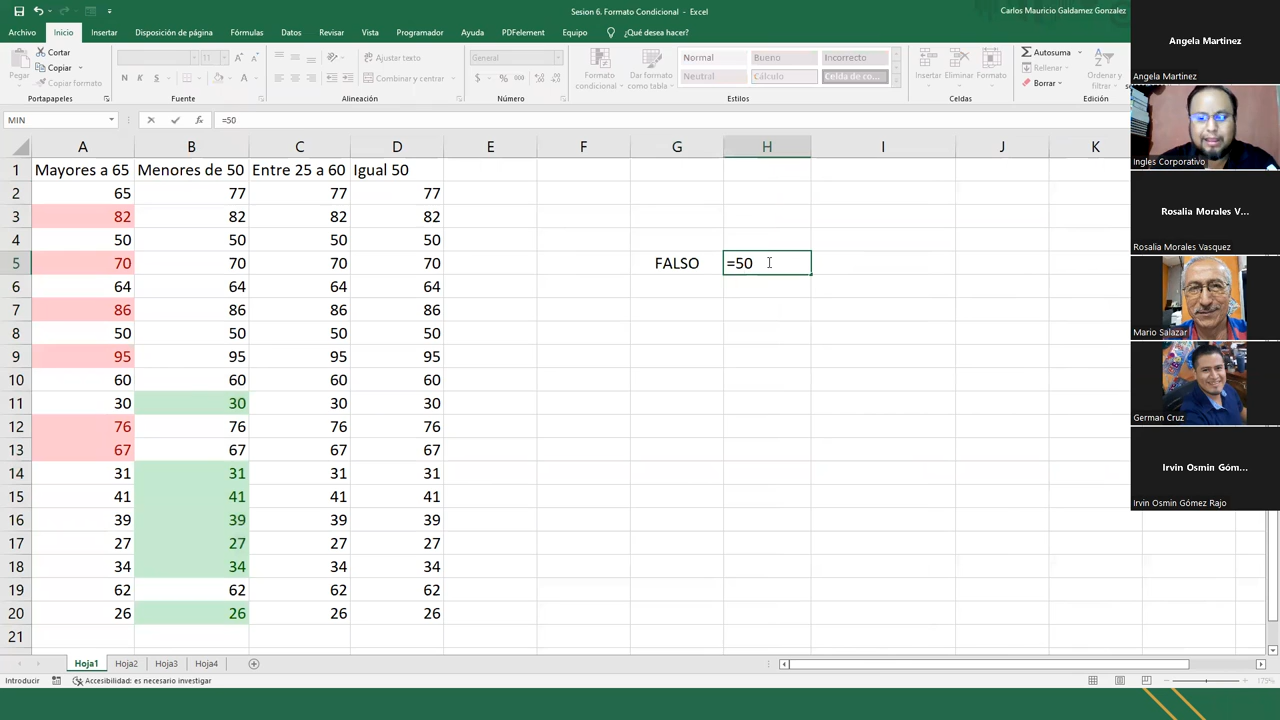 Sesion 6. Formato Condicional - Excel
Carlos Mauricio Galdamez Gonzalez
Archivo Inicio Insertar Disposición de página Fórmulas Datos Revisar Vista Programador Ayuda PDFelement Equipo ¿Qué desea hacer?
Pegar
Cortar
Copiar
Copiar formato
Portapapeles
11
N K S
Fuente
Ajustar texto
Combinar y centrar
Alineación
General
$ % 000
Número
Formato condicional
Dar formato como tabla
Normal Bueno Incorrecto
Neutral Cálculo Celda de co...
Estilos
Insertar Eliminar Formato
Celdas
Autosuma
Rellenar
Borrar
Ordenar y filtrar
Edición
MIN fx =50
A B C D E F G H I J K
1 Mayores a 65 Menores de 50 Entre 25 a 60 Igual 50
2 65 77 77 77
3 82 82 82 82
4 50 50 50 50
5 70 70 70 70 FALSO =50
6 64 64 64 64
7 86 86 86 86
8 50 50 50 50
9 95 95 95 95
10 60 60 60 60
11 30 30 30 30
12 76 76 76 76
13 67 67 67 67
14 31 31 31 31
15 41 41 41 41
16 39 39 39 39
17 27 27 27 27
18 34 34 34 34
19 62 62 62 62
20 26 26 26 26
21
Hoja1 Hoja2 Hoja3 Hoja4
Introducir Accesibilidad: es necesario investigar 175%
Angela Martinez
Angela Martinez
Ingles Corporativo
Rosalia Morales V...
Rosalia Morales Vasquez
Mario Salazar
German Cruz
Irvin Osmin Góm...
Irvin Osmin Gómez Rajo